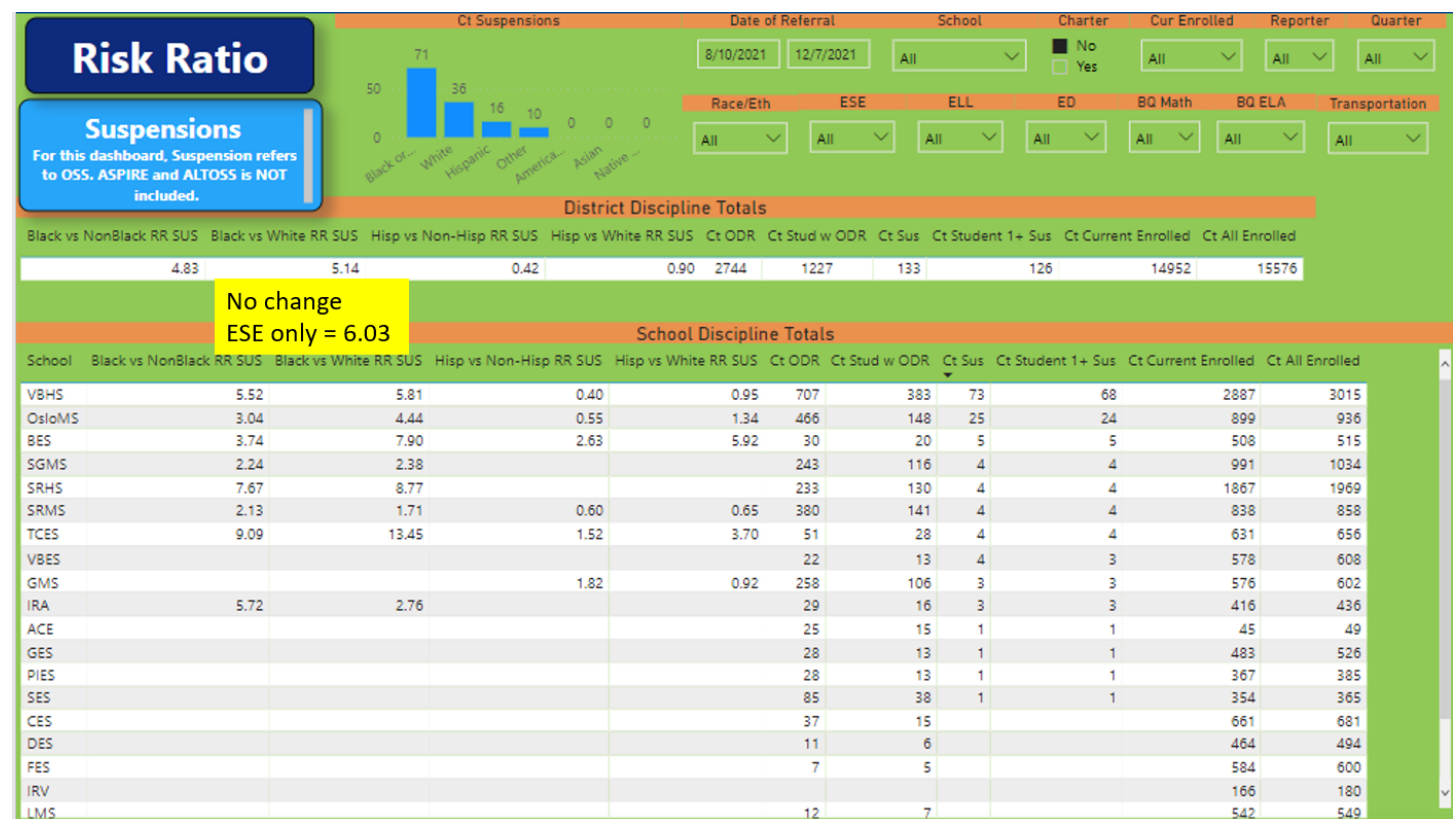 Risk Ratio
Suspensions
For this dashboard, Suspension refers
to OSS. ASPIRE and ALTOSS is NOT
included.
Ct Suspensions
50
0
71
36
16
10
0
0
0
Black or...
White
Hispanic
Other
America...
Asian
Native ...
Date of Referral
8/10/2021 12/7/2021
School
All
Charter
No
Yes
Cur Enrolled
All
Reporter
All
Quarter
All
Race/Eth
All
ESE
All
ELL
All
ED
All
BQ Math
All
BQ ELA
All
Transportation
All
District Discipline Totals
Black vs NonBlack RR SUS Black vs White RR SUS Hisp vs Non-Hisp RR SUS Hisp vs White RR SUS Ct ODR Ct Stud w ODR Ct Sus Ct Student 1+ Sus Ct Current Enrolled Ct All Enrolled
4.83 5.14 0.42 0.90 2744 1227 133 126 14952 15576
No change
ESE only = 6.03
School Discipline Totals
School Black vs NonBlack RR SUS Black vs White RR SUS Hisp vs Non-Hisp RR SUS Hisp vs White RR SUS Ct ODR Ct Stud w ODR Ct Sus Ct Student 1+ Sus Ct Current Enrolled Ct All Enrolled
VBHS 5.52 5.81 0.40 0.95 707 383 73 68 2887 3015
OsloMS 3.04 4.44 0.55 1.34 466 148 25 24 899 936
BES 3.74 7.90 2.63 5.92 30 20 5 5 508 515
SGMS 2.24 2.38 243 116 4 4 991 1034
SRHS 7.67 8.77 233 130 4 4 1867 1969
SRMS 2.13 1.71 0.60 0.65 380 141 4 4 838 858
TCES 9.09 13.45 1.52 3.70 51 28 4 4 631 656
VBES 22 13 4 3 578 608
GMS 1.82 0.92 258 106 3 3 576 602
IRA 5.72 2.76 29 16 3 3 416 436
ACE 25 15 1 1 45 49
GES 28 13 1 1 483 526
PIES 28 13 1 1 367 385
SES 85 38 1 1 354 365
CES 37 15 661 681
DES 11 6 464 494
FES 7 5 584 600
IRV 166 180
LMS 12 7 542 549